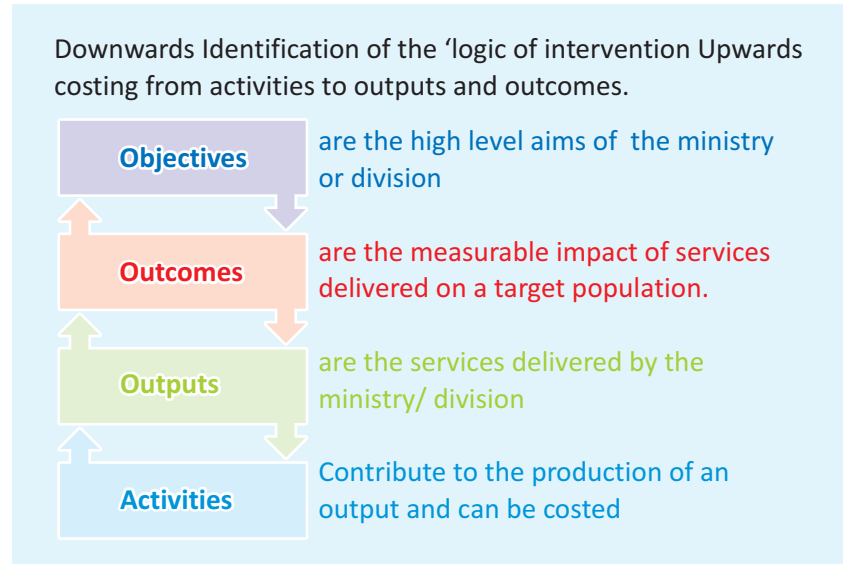 Downwards Identification of the ‘logic of intervention Upwards
costing from activities to outputs and outcomes.
Objectives
are the high level aims of the ministry
or division
Outcomes
are the measurable impact of services
delivered on a target population.
Outputs
are the services delivered by the
ministry/ division
Activities
Contribute to the production of an
output and can be costed